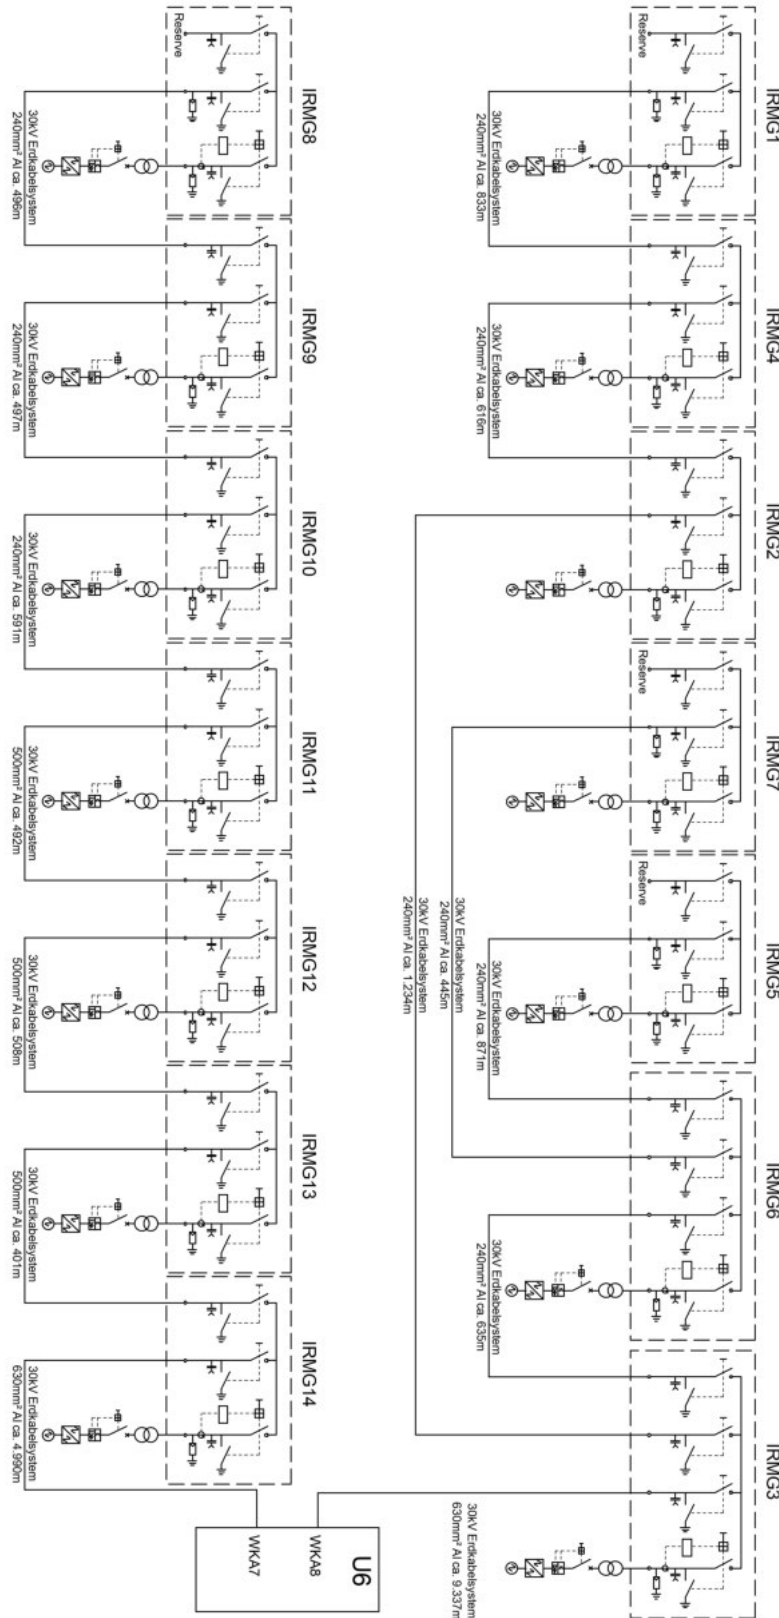 IRMG1
Reserve
30kV Erdkabelsystem
240mm² Al ca. 833m
IRMG4
30kV Erdkabelsystem
240mm² Al ca. 616m
IRMG2
30kV Erdkabelsystem
240mm² Al ca. 1.234m
IRMG7
Reserve
30kV Erdkabelsystem
240mm² Al ca. 445m
IRMG5
Reserve
30kV Erdkabelsystem
240mm² Al ca. 871m
IRMG6
30kV Erdkabelsystem
240mm² Al ca. 635m
IRMG3
30kV Erdkabelsystem
630mm² Al ca. 9.337m
IRMG8
Reserve
30kV Erdkabelsystem
240mm² Al ca. 496m
IRMG9
30kV Erdkabelsystem
240mm² Al ca. 497m
IRMG10
30kV Erdkabelsystem
240mm² Al ca. 591m
IRMG11
30kV Erdkabelsystem
500mm² Al ca. 492m
IRMG12
30kV Erdkabelsystem
500mm² Al ca. 508m
IRMG13
30kV Erdkabelsystem
500mm² Al ca. 401m
IRMG14
30kV Erdkabelsystem
630mm² Al ca. 4.990m
U6
WKA8
WKA7